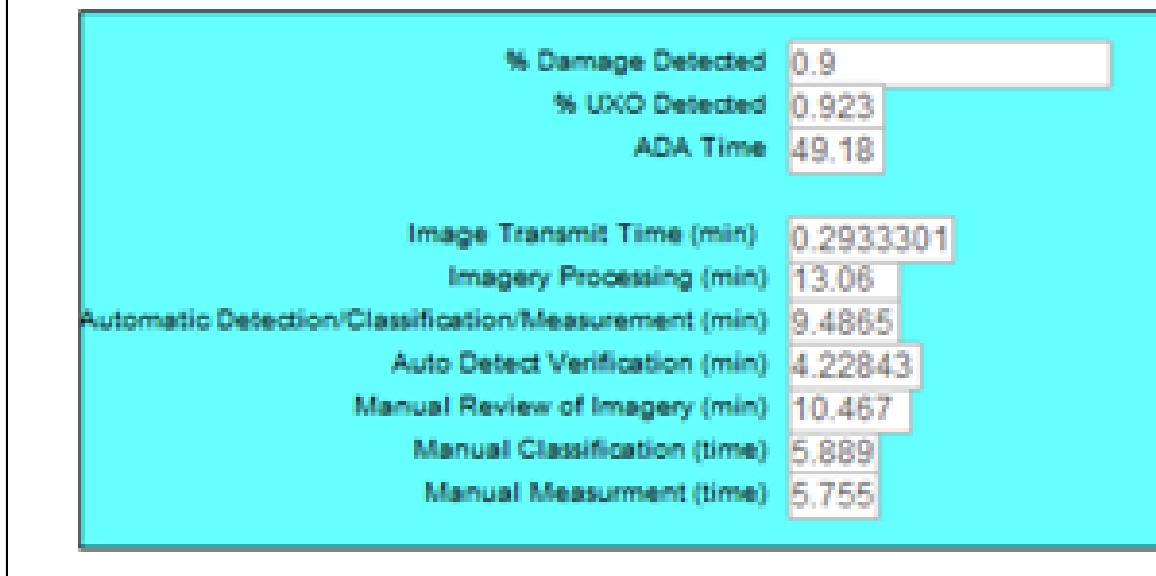 % Damage Detected 0.9
% UXO Detected 0.923
ADA Time 49.18
Image Transmit Time (min) 0.2933301
Imagery Processing (min) 13.06
Automatic Detection/Classification/Measurement (min) 9.4865
Auto Detect Verification (min) 4.22843
Manual Review of Imagery (min) 10.467
Manual Classification (time) 5.889
Manual Measurment (time) 5.755